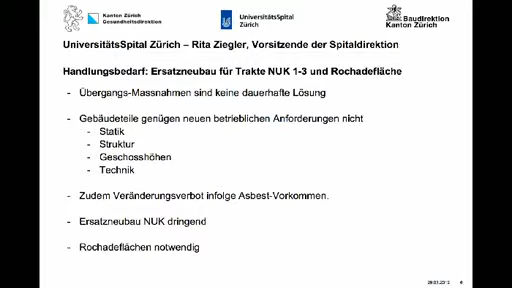 Kanton Zürich
Gesundheitsdirektion
UniversitätsSpital
Zürich
Baudirektion
Kanton Zürich
UniversitätsSpital Zürich – Rita Ziegler, Vorsitzende der Spitaldirektion
Handlungsbedarf: Ersatzneubau für Trakte NUK 1-3 und Rochadefläche
- Übergangs-Massnahmen sind keine dauerhafte Lösung
- Gebäudeteile genügen neuen betrieblichen Anforderungen nicht
- Statik
- Struktur
- Geschosshöhen
- Technik
- Zudem Veränderungsverbot infolge Asbest-Vorkommen.
- Ersatzneubau NUK dringend
- Rochadeflächen notwendig